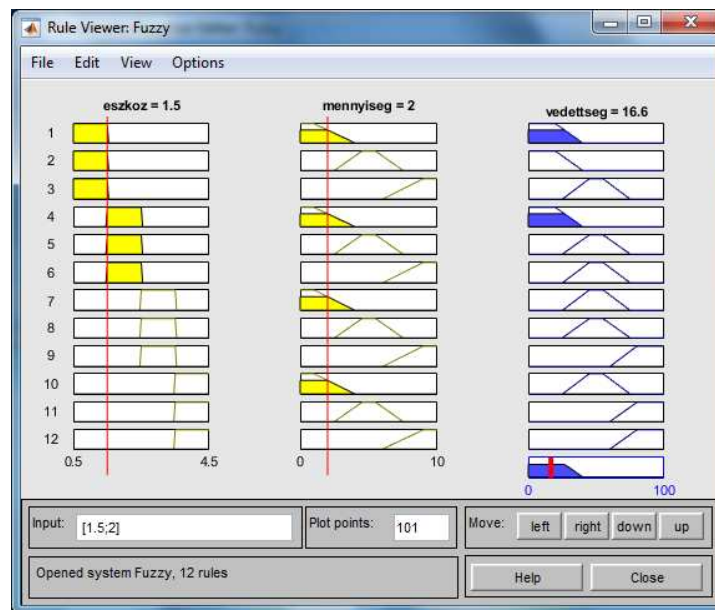 Rule Viewer: Fuzzy
File Edit View Options
eszkoz = 1.5 mennyiseg = 2 vedettseg = 16.6
1
2
3
4
5
6
7
8
9
10
11
12
0.5 4.5 0 10
0 100
Input: [1.5;2] Plot points: 101 Move: left right down up
Opened system Fuzzy, 12 rules Help Close